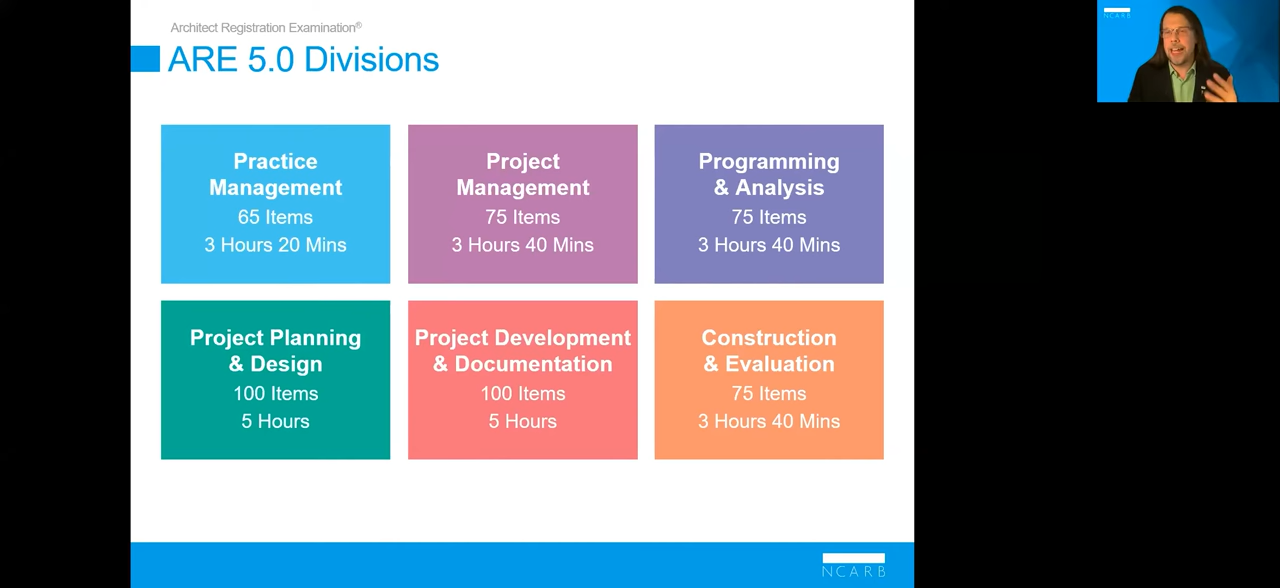 Architect Registration Examination®
ARE 5.0 Divisions
Practice
Management
65 Items
3 Hours 20 Mins
Project
Management
75 Items
3 Hours 40 Mins
Programming
& Analysis
75 Items
3 Hours 40 Mins
Project Planning
& Design
100 Items
5 Hours
Project Development
& Documentation
100 Items
5 Hours
Construction
& Evaluation
75 Items
3 Hours 40 Mins
NCARB
NCARB